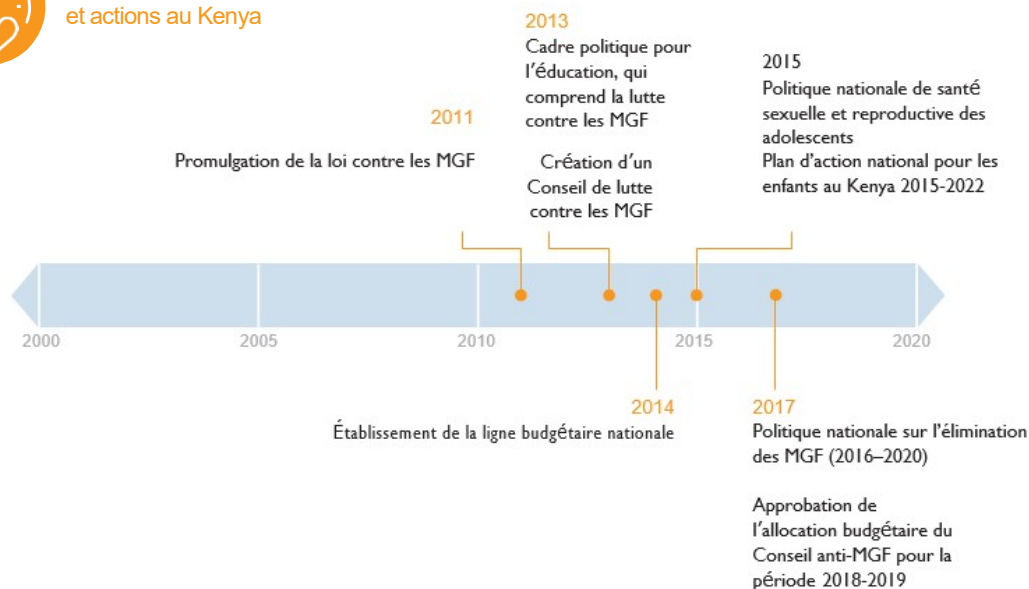 et actions au Kenya
2013
Cadre politique pour
l'éducation, qui
comprend la lutte
contre les MGF
Création d'un
Conseil de lutte
contre les MGF
2011
Promulgation de la loi contre les MGF
2015
Politique nationale de santé
sexuelle et reproductive des
adolescents
Plan d'action national pour les
enfants au Kenya 2015-2022
2000
2005
2010
2015
2020
2014
Établissement de la ligne budgétaire nationale
2017
Politique nationale sur l'élimination
des MGF (2016–2020)
Approbation de
l'allocation budgétaire du
Conseil anti-MGF pour la
période 2018-2019